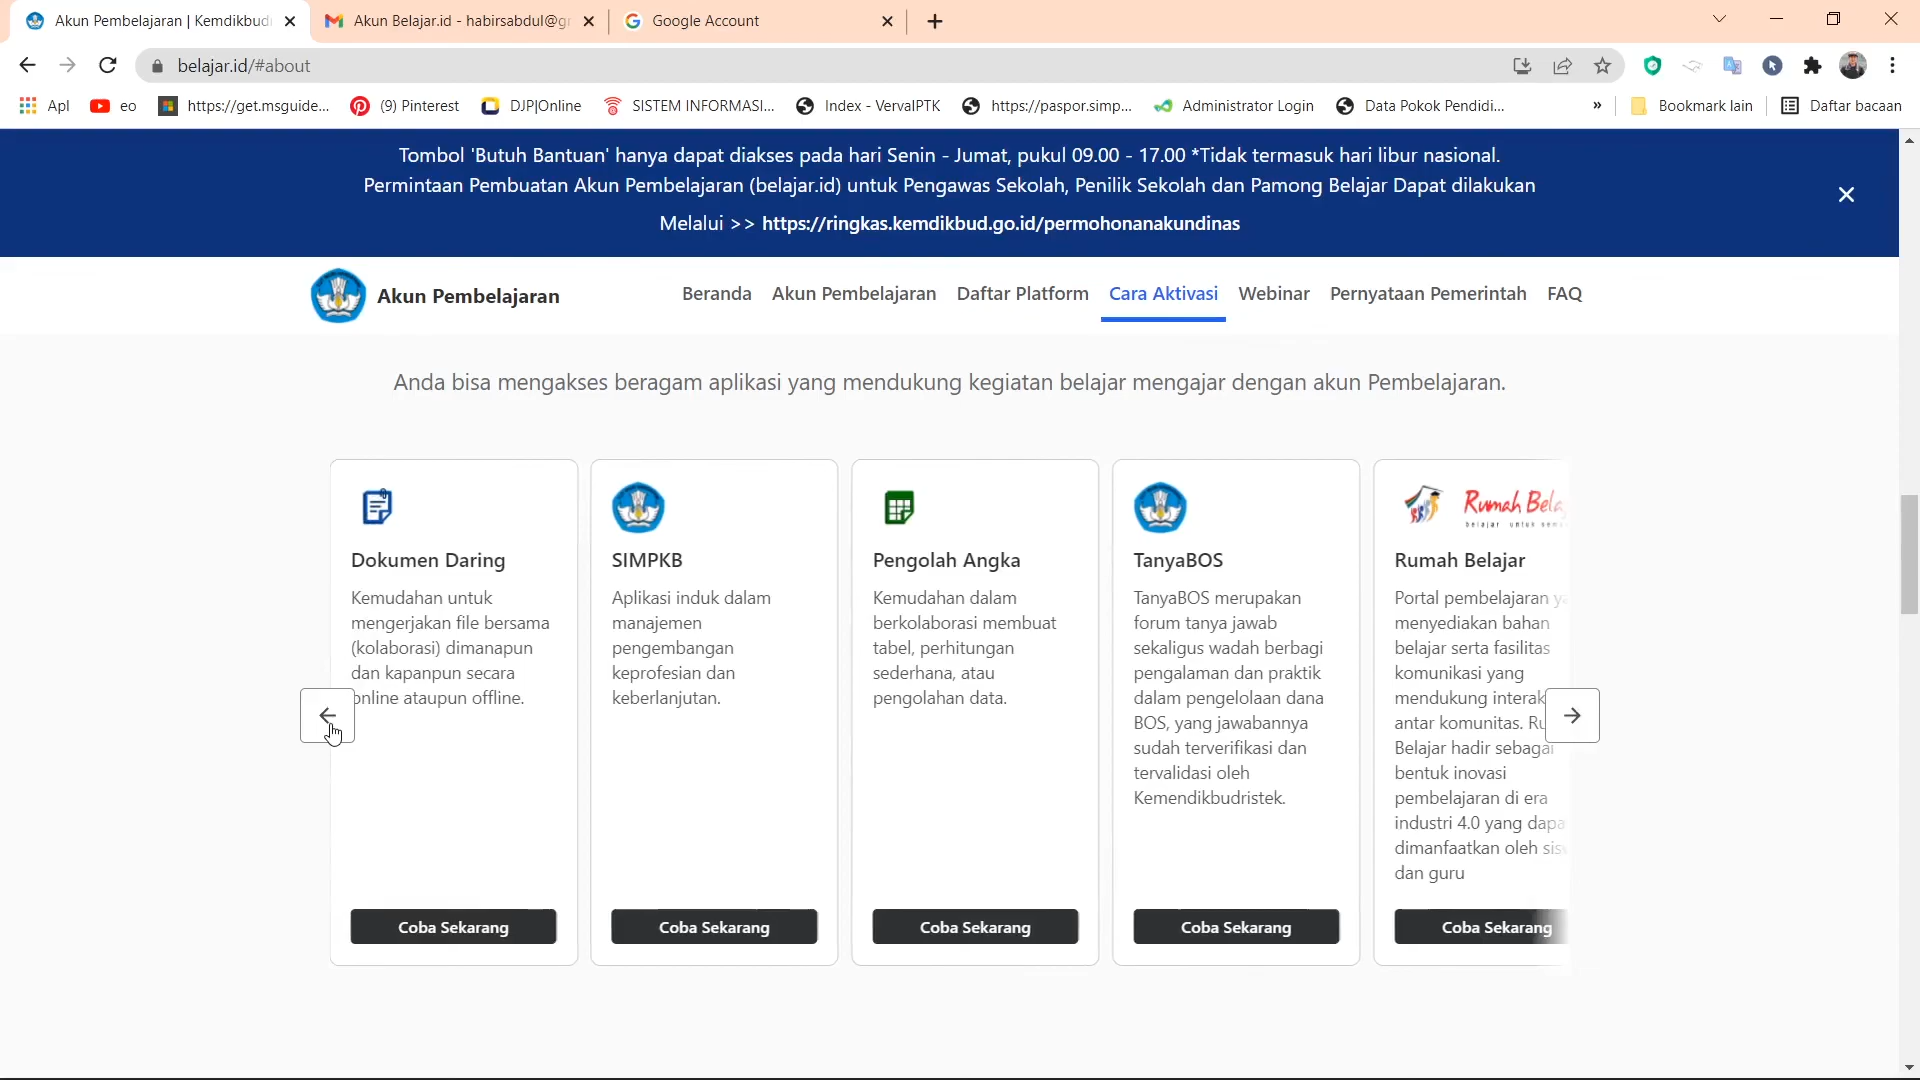 Akun Pembelajaran | Kemdikbud
Akun Belajar.id - habirsabdul@gr
Google Account
belajar.id/#about
Apl
eo
https://get.msguide...
(9) Pinterest
DJP|Online
SISTEM INFORMASI...
Index - VervalPTK
https://paspor.simp...
Administrator Login
Data Pokok Pendidi...
»
Bookmark lain
Daftar bacaan
Tombol 'Butuh Bantuan' hanya dapat diakses pada hari Senin - Jumat, pukul 09.00 - 17.00 *Tidak termasuk hari libur nasional.
Permintaan Pembuatan Akun Pembelajaran (belajar.id) untuk Pengawas Sekolah, Penilik Sekolah dan Pamong Belajar Dapat dilakukan
Melalui >> https://ringkas.kemdikbud.go.id/permohonanakundinas
Akun Pembelajaran
Beranda
Akun Pembelajaran
Daftar Platform
Cara Aktivasi
Webinar
Pernyataan Pemerintah
FAQ
Anda bisa mengakses beragam aplikasi yang mendukung kegiatan belajar mengajar dengan akun Pembelajaran.
Dokumen Daring
Kemudahan untuk
mengerjakan file bersama
(kolaborasi) dimanapun
dan kapanpun secara
online ataupun offline.
Coba Sekarang
SIMPKB
Aplikasi induk dalam
manajemen
pengembangan
keprofesian dan
keberlanjutan.
Coba Sekarang
Pengolah Angka
Kemudahan dalam
berkolaborasi membuat
tabel, perhitungan
sederhana, atau
pengolahan data.
Coba Sekarang
TanyaBOS
TanyaBOS merupakan
forum tanya jawab
sekaligus wadah berbagi
pengalaman dan praktik
dalam pengelolaan dana
BOS, yang jawabannya
sudah terverifikasi dan
tervalidasi oleh
Kemendikbudristek.
Coba Sekarang
Rumah Bela
belajar untuk sem
Rumah Belajar
Portal pembelajaran ya
menyediakan bahan
belajar serta fasilitas
komunikasi yang
mendukung interak
antar komunitas. Ru
Belajar hadir sebagai
bentuk inovasi
pembelajaran di era
industri 4.0 yang dapa
dimanfaatkan oleh sis
dan guru
Coba Sekarang